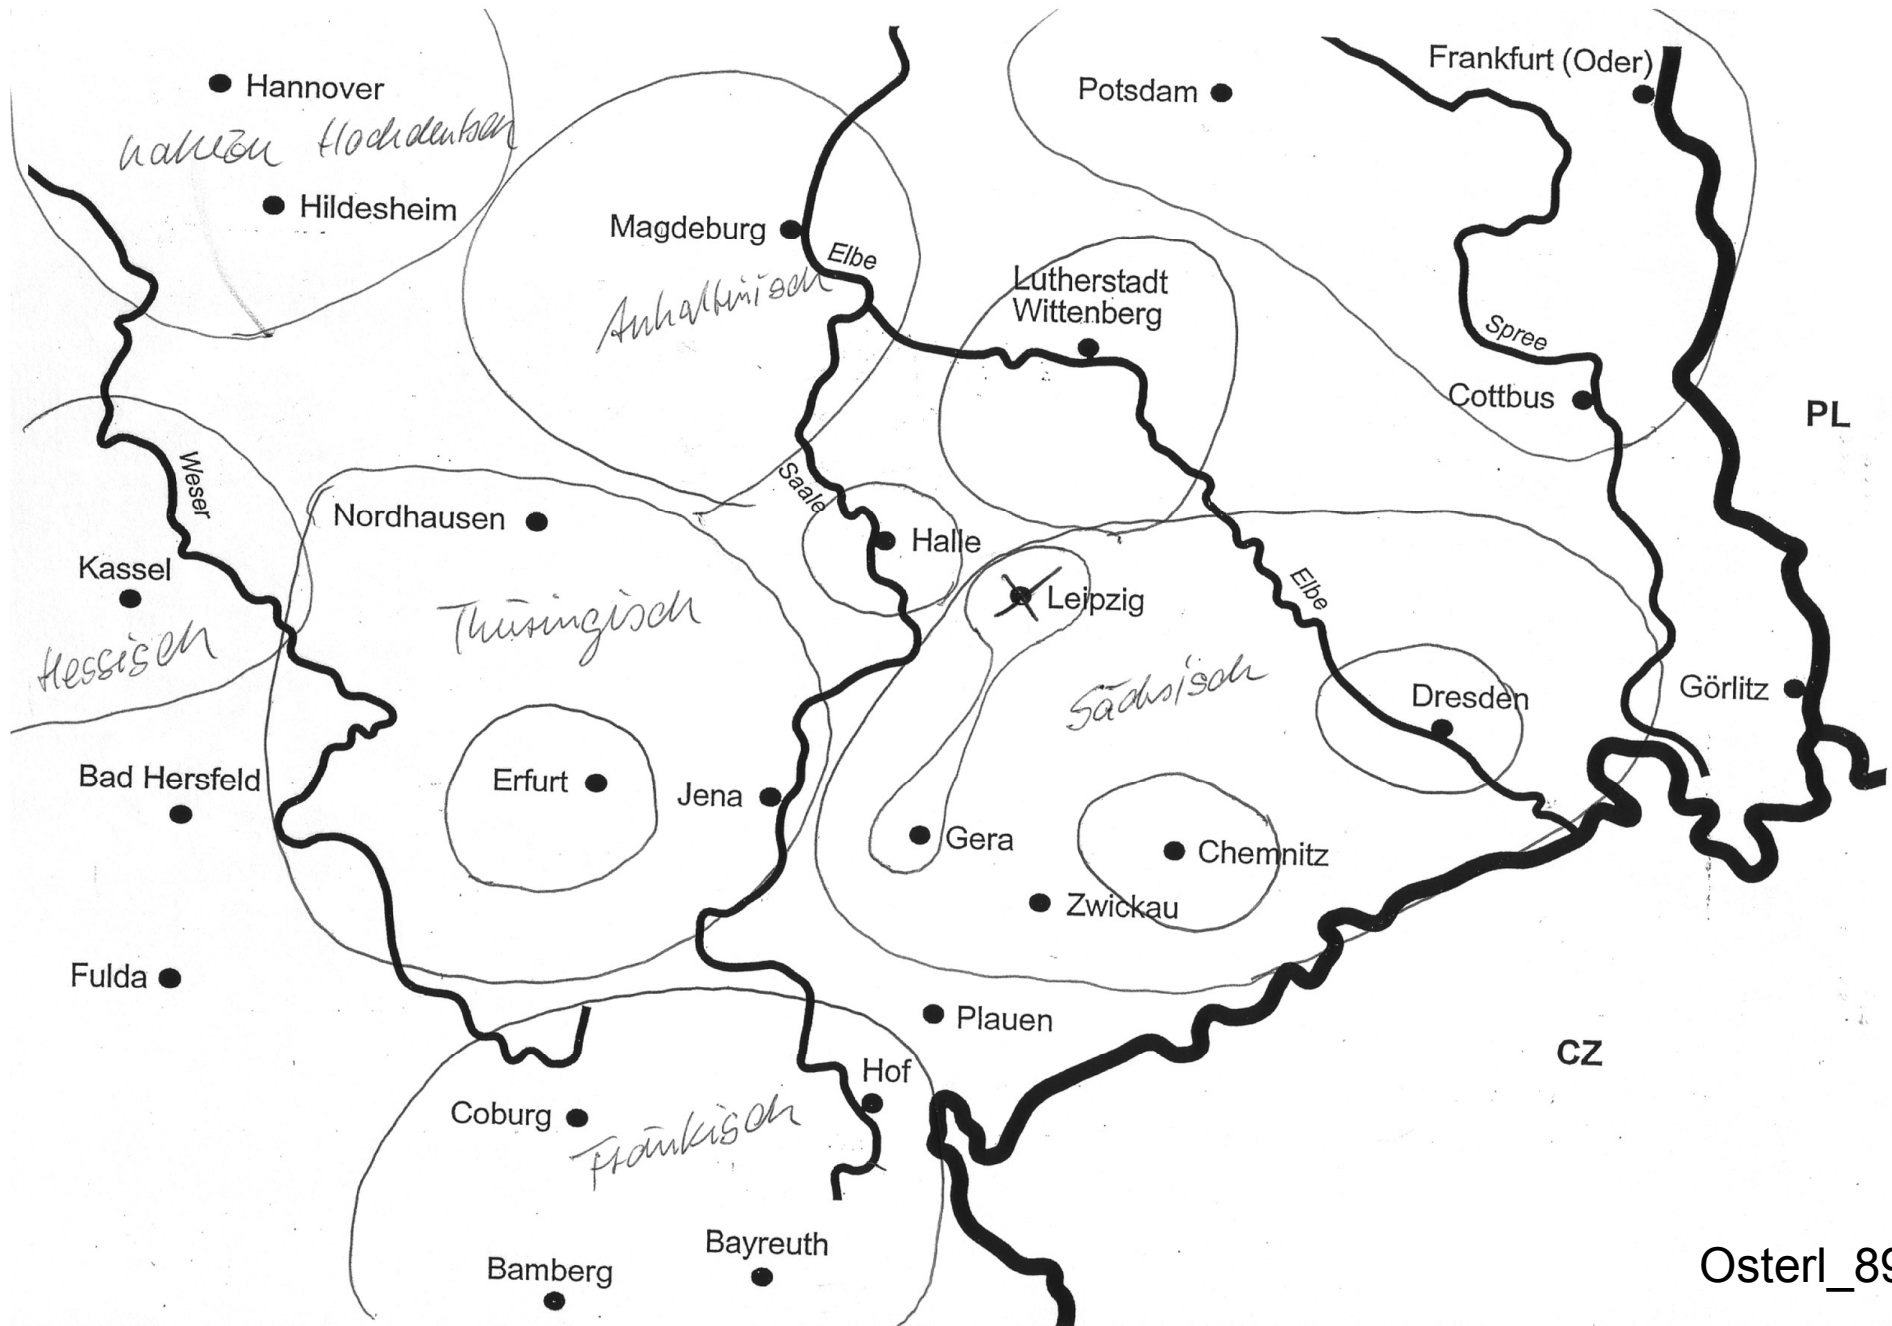 Frankfurt (Oder)
Hannover
Potsdam
Hochdeutsch
Hildesheim
Magdeburg
Elbe
Anhaltinisch
Lutherstadt
Wittenberg
Spree
Cottbus
PL
Weser
Saale
Nordhausen
Halle
Kassel
Elbe
Leipzig
Thüringisch
Hessisch
Sächsisch
Görlitz
Dresden
Bad Hersfeld
Erfurt
Jena
Gera
Chemnitz
Zwickau
Fulda
Plauen
CZ
Hof
Coburg
Fränkisch
Bayreuth
Bamberg
Osterl_89